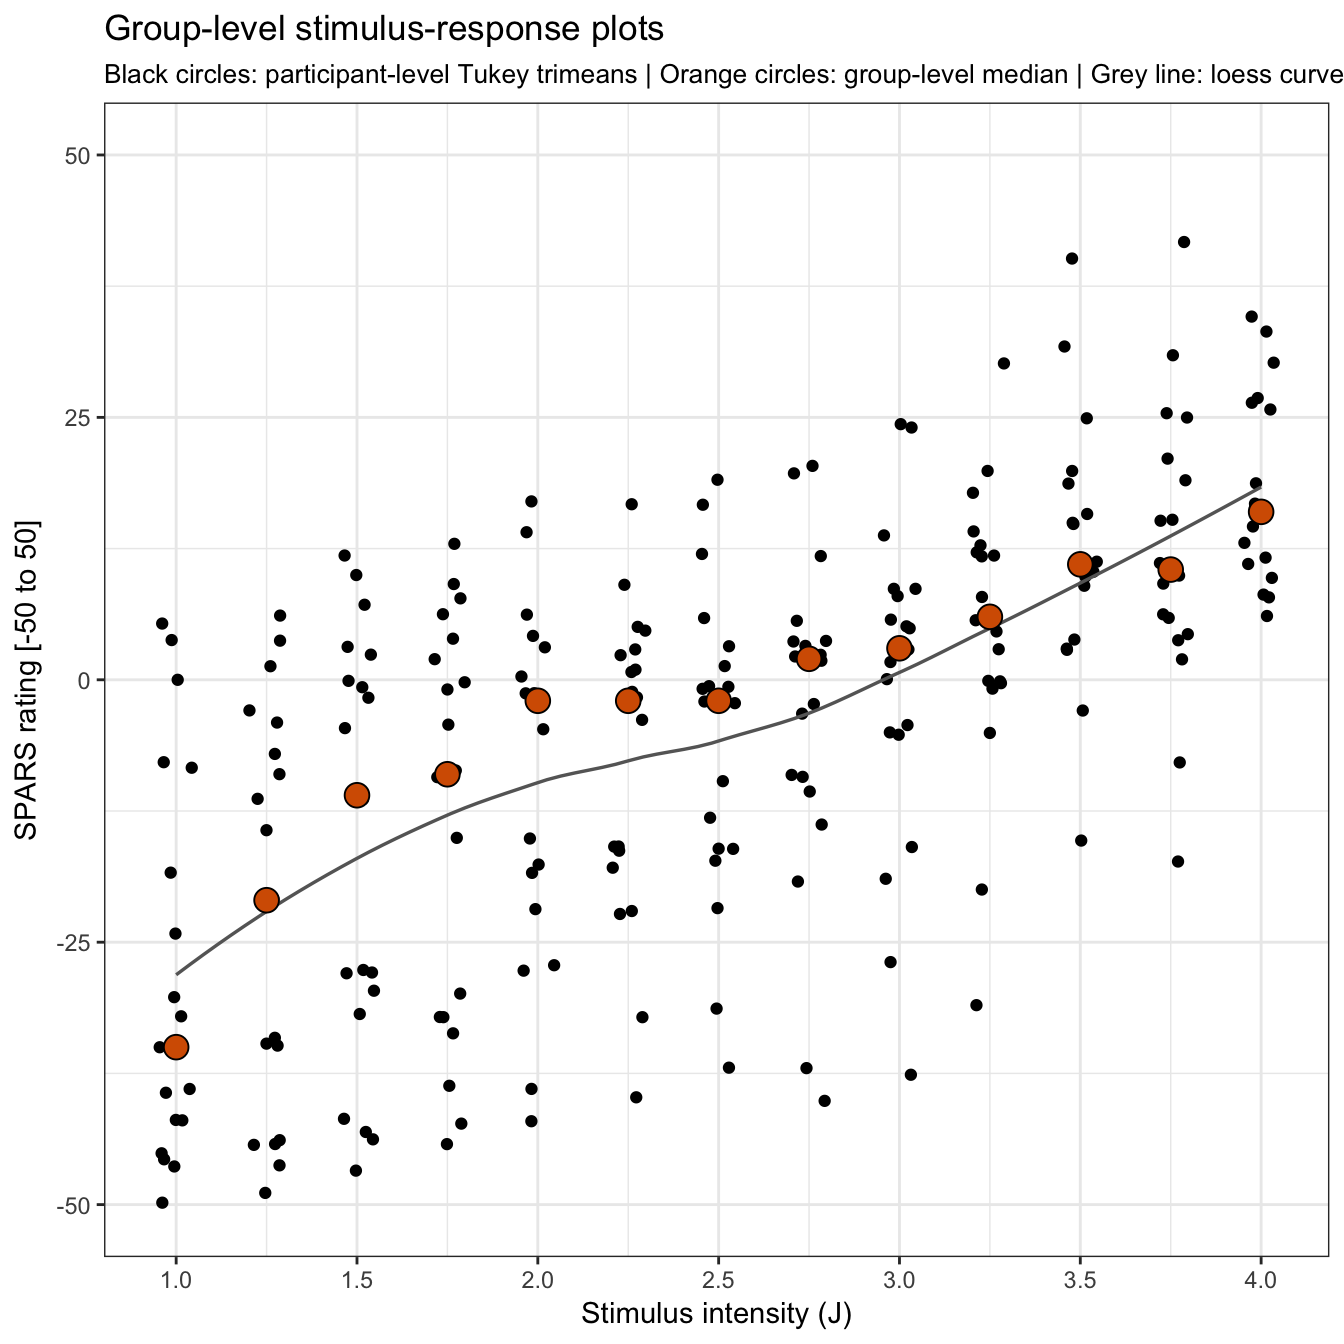 Group-level stimulus-response plots
Black circles: participant-level Tukey trimeans | Orange circles: group-level median | Grey line: loess curve
SPARS rating [-50 to 50]
50
25
0
-25
-50
1.0 1.5 2.0 2.5 3.0 3.5 4.0
Stimulus intensity (J)